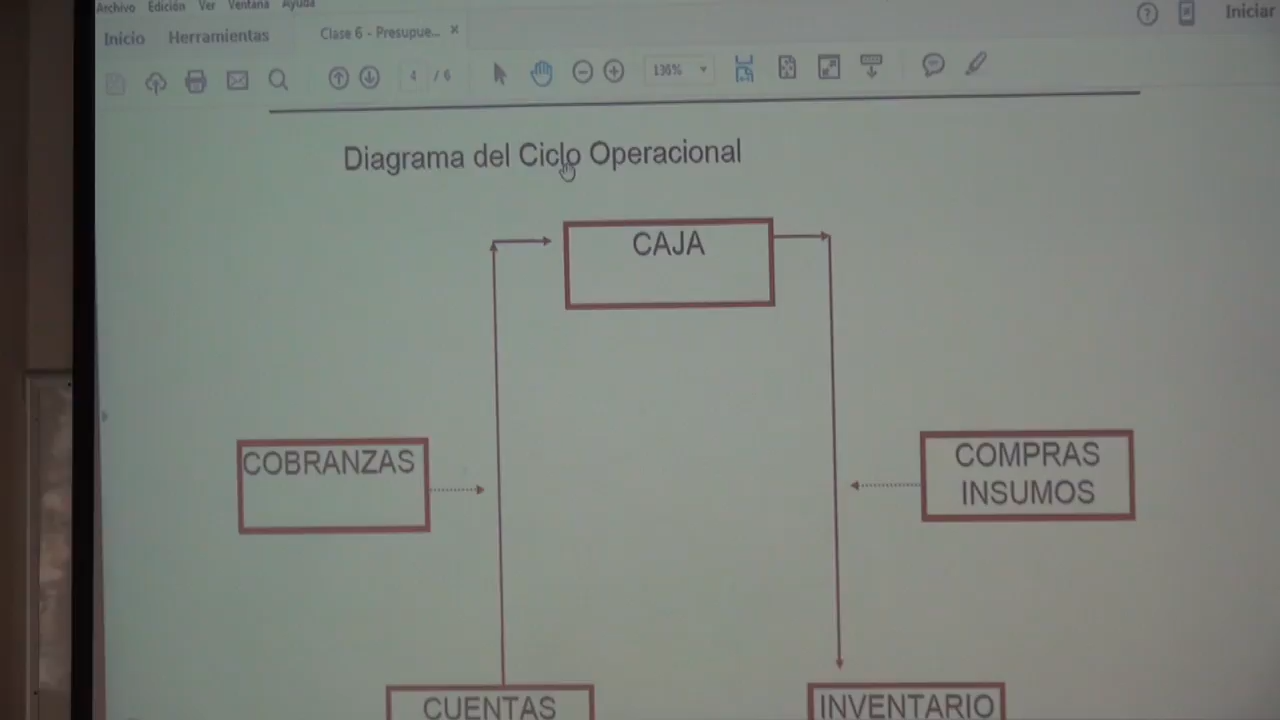 Archivo Edición Ver Ventana Ayuda
Inicio Herramientas Clase 6 - Presupue... ×
Iniciar
4 / 6
136%
Diagrama del Ciclo Operacional
CAJA
COBRANZAS
COMPRAS
INSUMOS
CUENTAS
INVENTARIO